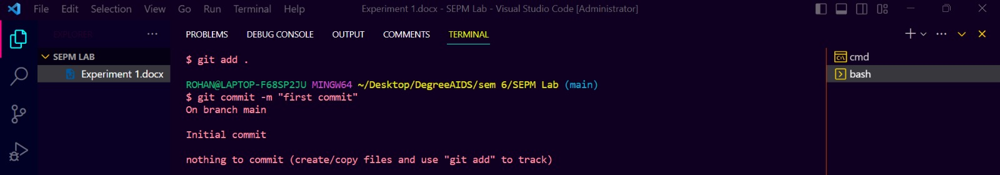 File Edit Selection View Go Run Terminal Help Experiment 1.docx - SEPM Lab - Visual Studio Code [Administrator]
EXPLORER ...
PROBLEMS DEBUG CONSOLE OUTPUT COMMENTS TERMINAL
SEPM LAB
Experiment 1.docx
$ git add .
ROHAN@LAPTOP-F68SP2JU MINGW64 ~/Desktop/DegreeAIDS/sem 6/SEPM Lab (main)
$ git commit -m "first commit"
On branch main
Initial commit
nothing to commit (create/copy files and use "git add" to track)
cmd
bash